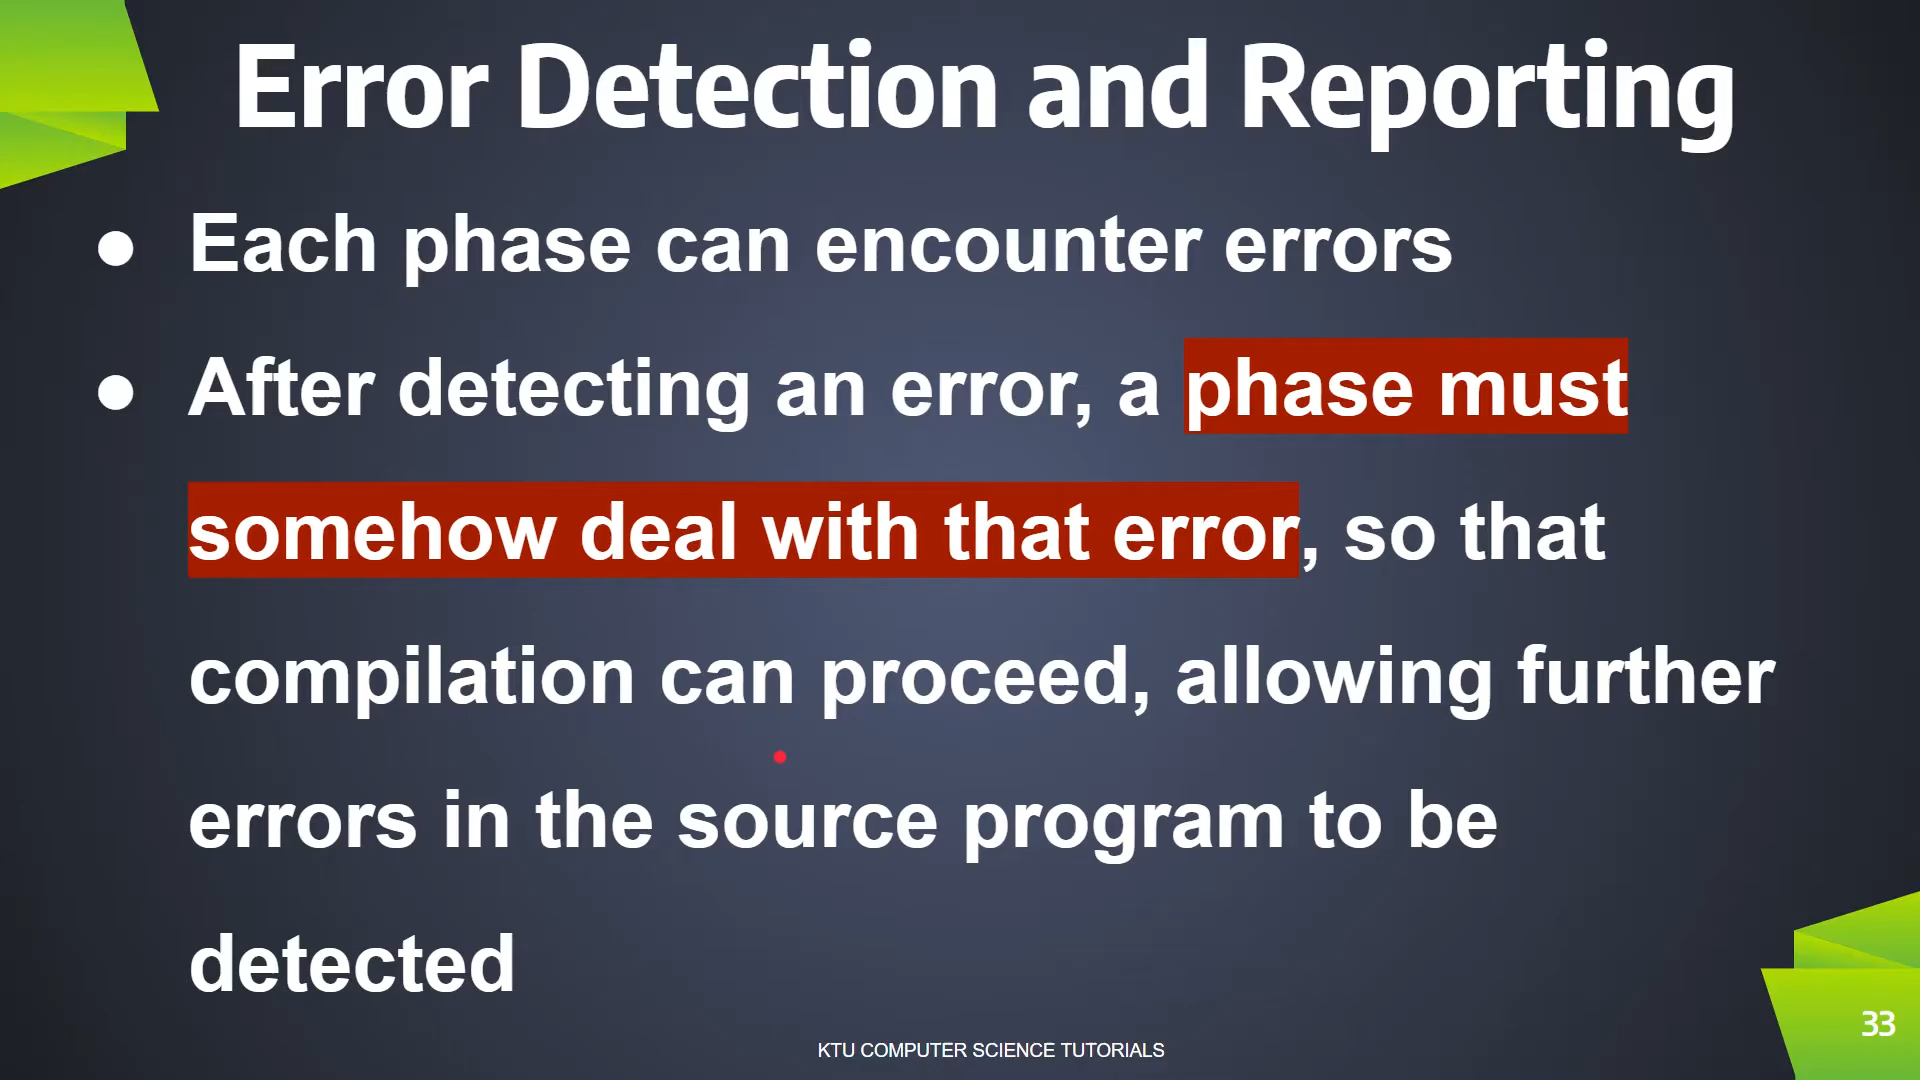 Error Detection and Reporting
● Each phase can encounter errors
● After detecting an error, a phase must
somehow deal with that error, so that
compilation can proceed, allowing further
errors in the source program to be
detected
KTU COMPUTER SCIENCE TUTORIALS
33